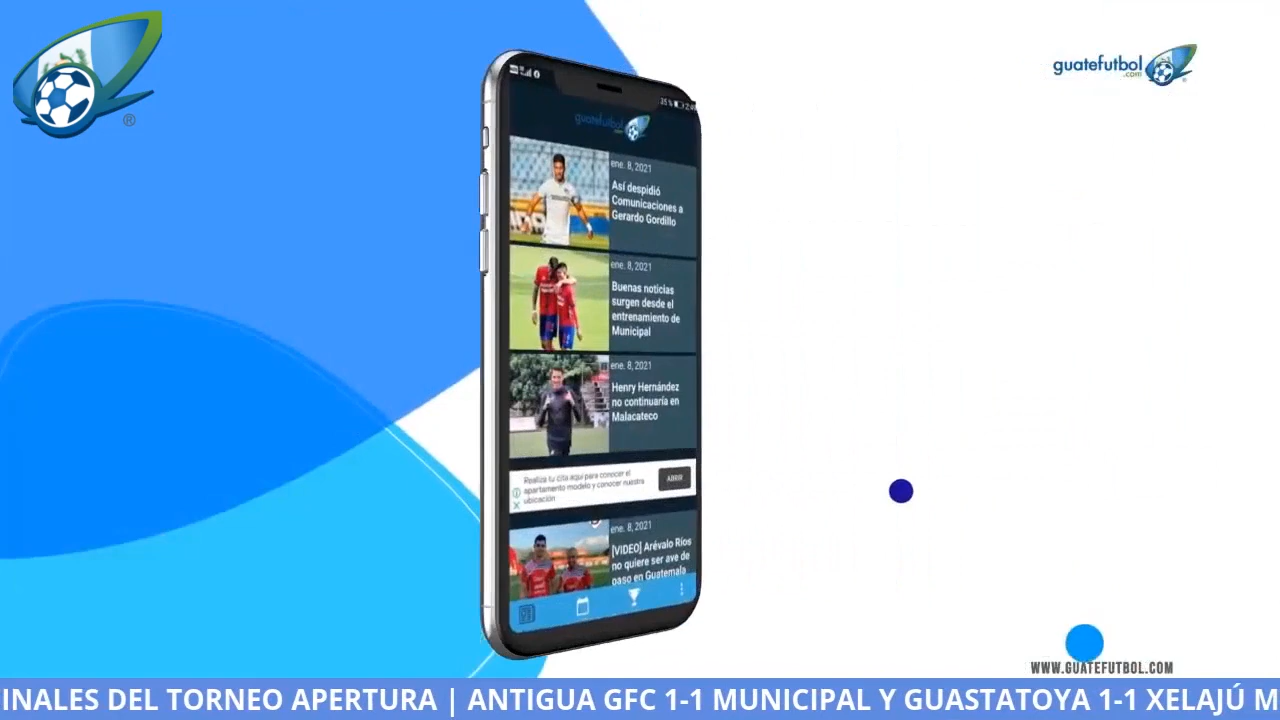 guatefutbol
.com
®
®
35 %
guatefutbol
.com
ene. 8, 2021
Así despidió
Comunicaciones a
Gerardo Gordillo
ene. 8, 2021
Buenas noticias
surgen desde el
entrenamiento de
Municipal
ene. 8, 2021
Henry Hernández
no continuaría en
Malacateco
Realiza tu cita aquí para conocer el
apartamento modelo y conocer nuestra
ubicación
ABRIR
ene. 8, 2021
[VIDEO] Arévalo Ríos
no quiere ser ave de
paso en Guatemala
WWW.GUATEFUTBOL.COM
INALES DEL TORNEO APERTURA | ANTIGUA GFC 1-1 MUNICIPAL Y GUASTATOYA 1-1 XELAJÚ M